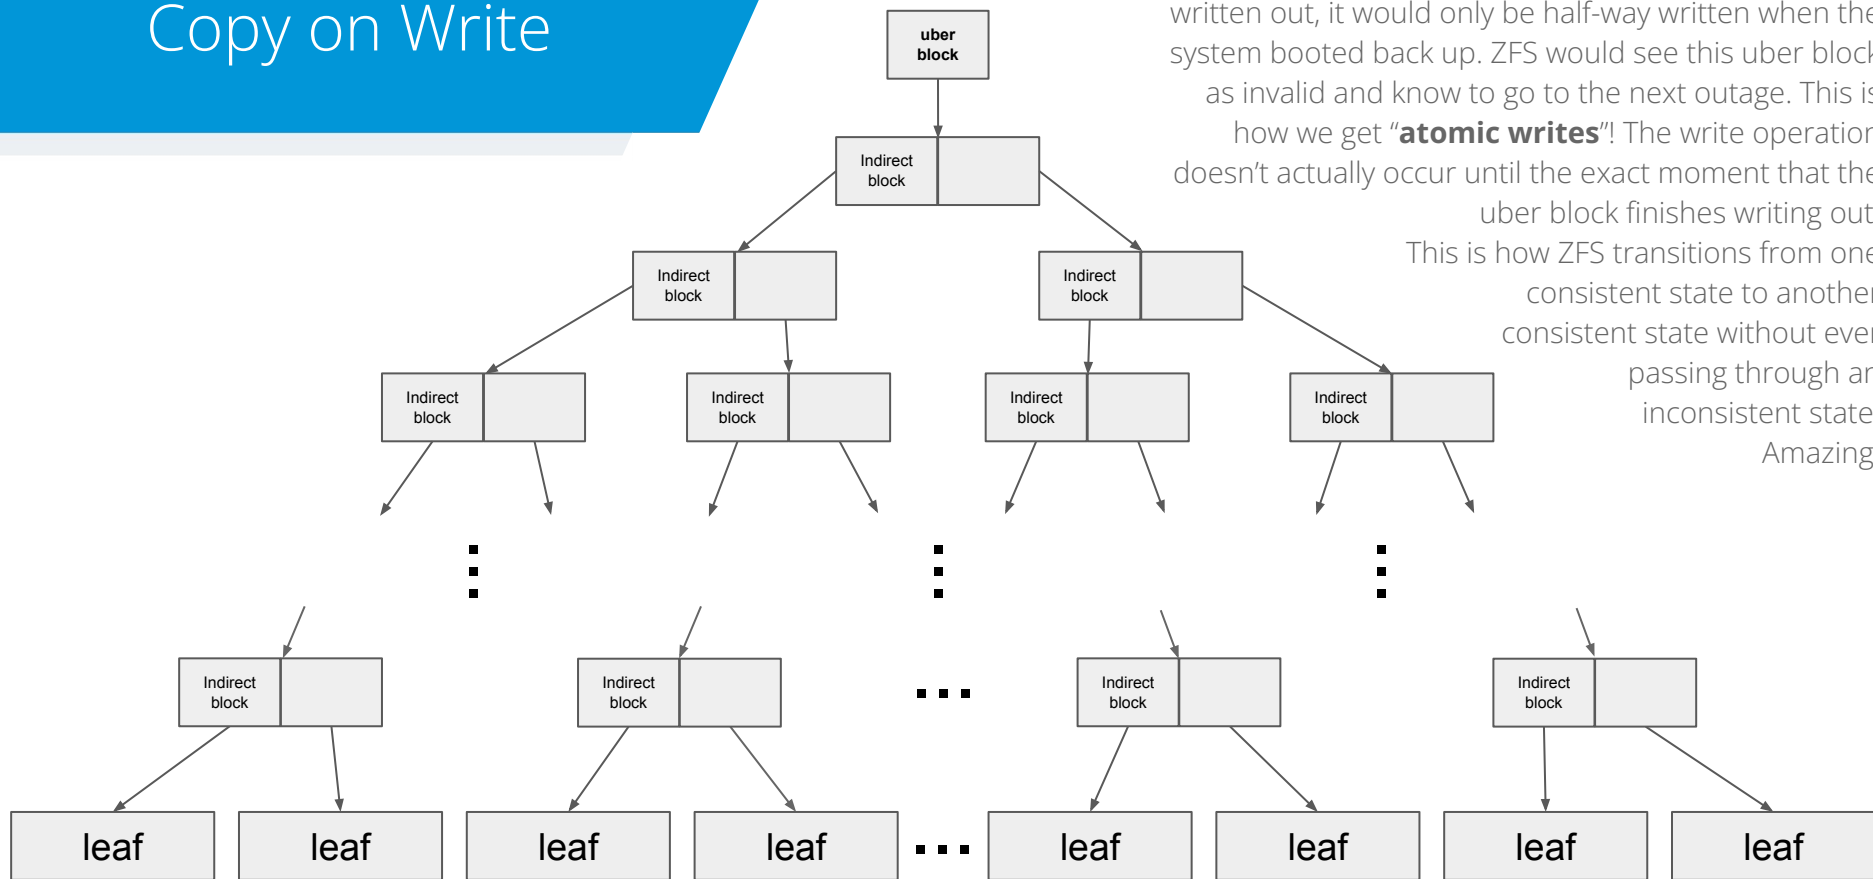 Copy on Write
written out, it would only be half-way written when the
system booted back up. ZFS would see this uber block
as invalid and know to go to the next outage. This is
how we get “atomic writes”! The write operation
doesn’t actually occur until the exact moment that the
uber block finishes writing out
This is how ZFS transitions from one
consistent state to another
consistent state without ever
passing through an
inconsistent state
Amazing
uber
block
Indirect
block
Indirect
block
Indirect
block
Indirect
block
Indirect
block
Indirect
block
Indirect
block
Indirect
block
Indirect
block
Indirect
block
Indirect
block
leaf
leaf
leaf
leaf
leaf
leaf
leaf
leaf